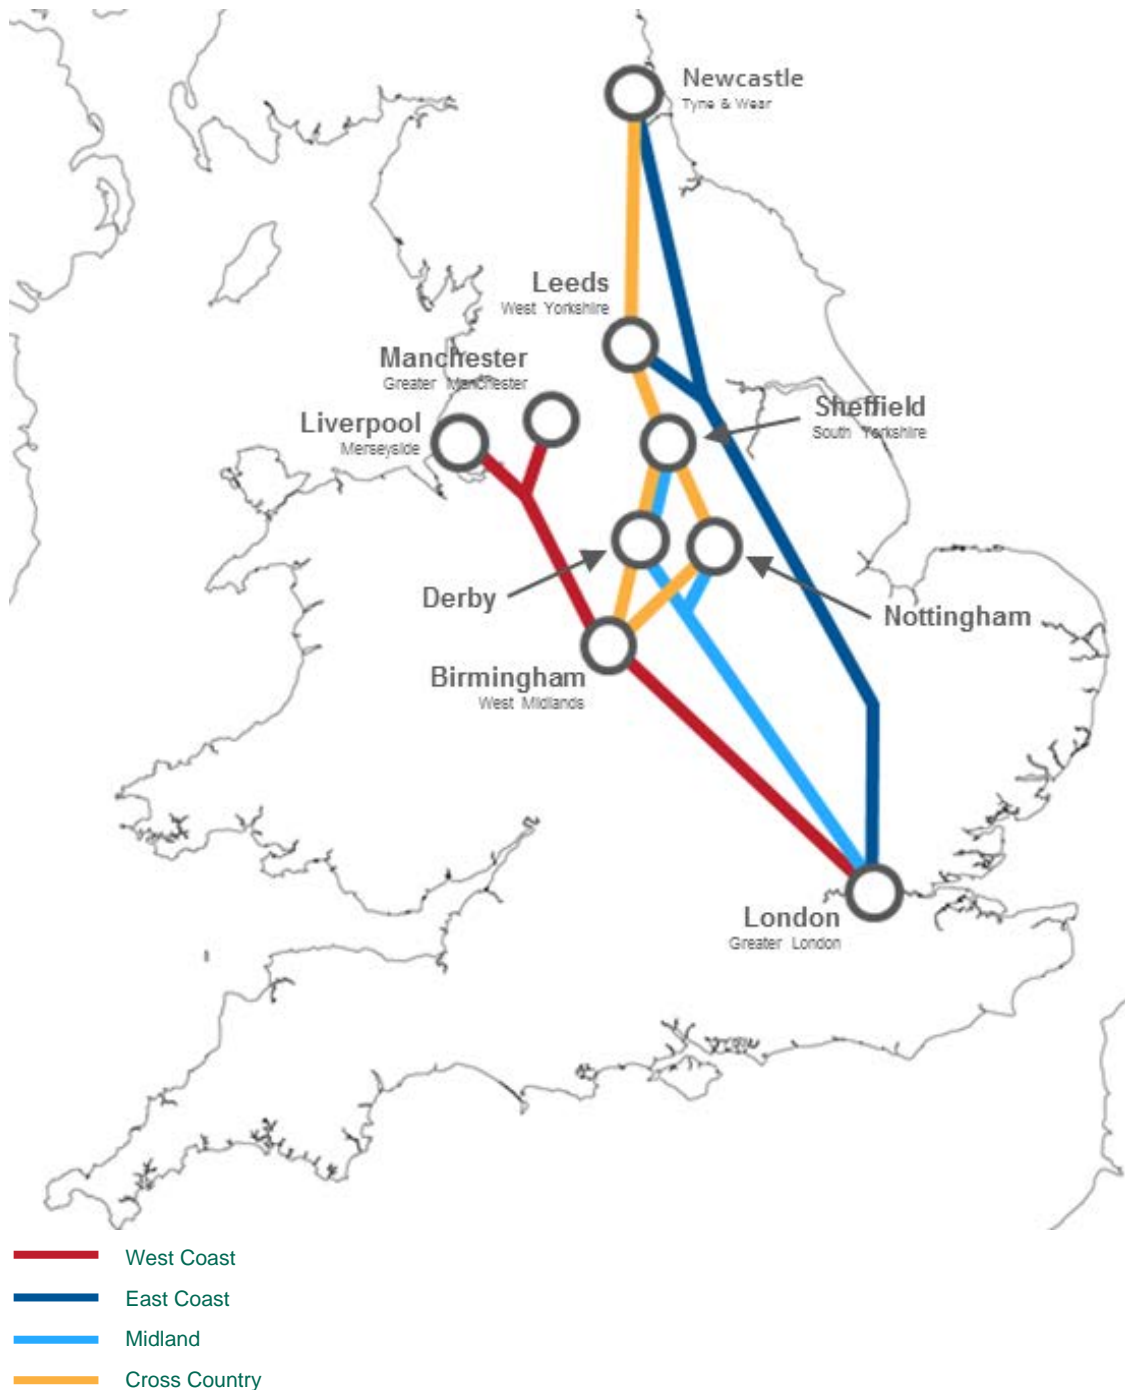 Newcastle
Tyne & Wear
Leeds
West Yorkshire
Manchester
Greater Manchester
Liverpool
Merseyside
Sheffield
South Yorkshire
Derby
Nottingham
Birmingham
West Midlands
London
Greater London
West Coast
East Coast
Midland
Cross Country